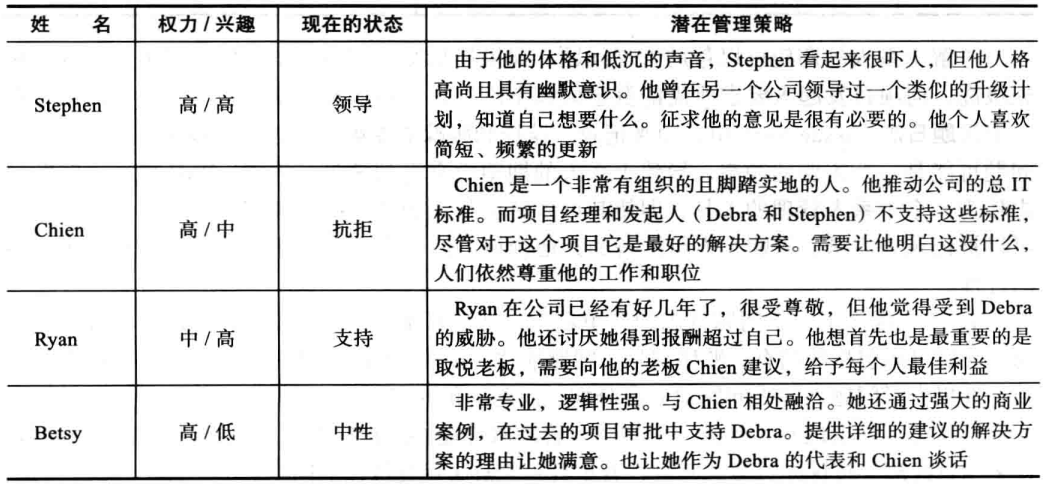 姓 名 权力 / 兴趣 现在的状态 潜在管理策略
Stephen 高 / 高 领导
由于他的体格和低沉的声音，Stephen 看起来很吓人，但他人格
高尚且具有幽默意识。他曾在另一个公司领导过一个类似的升级计
划，知道自己想要什么。征求他的意见是很有必要的。他个人喜欢
简短、频繁的更新
Chien 高 / 中 抗拒
Chien 是一个非常有组织的且脚踏实地的人。他推动公司的总 IT
标准。而项目经理和发起人（Debra 和 Stephen）不支持这些标准，
尽管对于这个项目它是最好的解决方案。需要让他明白这没什么，
人们依然尊重他的工作和职位
Ryan 中 / 高 支持
Ryan 在公司已经有好几年了，很受尊敬，但他觉得受到 Debra
的威胁。他还讨厌她得到报酬超过自己。他想首先也是最重要的是
取悦老板，需要向他的老板 Chien 建议，给予每个人最佳利益
Betsy 高 / 低 中性
非常专业，逻辑性强。与 Chien 相处融洽。她还通过强大的商业
案例，在过去的项目审批中支持 Debra。提供详细的建议的解决方
案的理由让她满意。也让她作为 Debra 的代表和 Chien 谈话